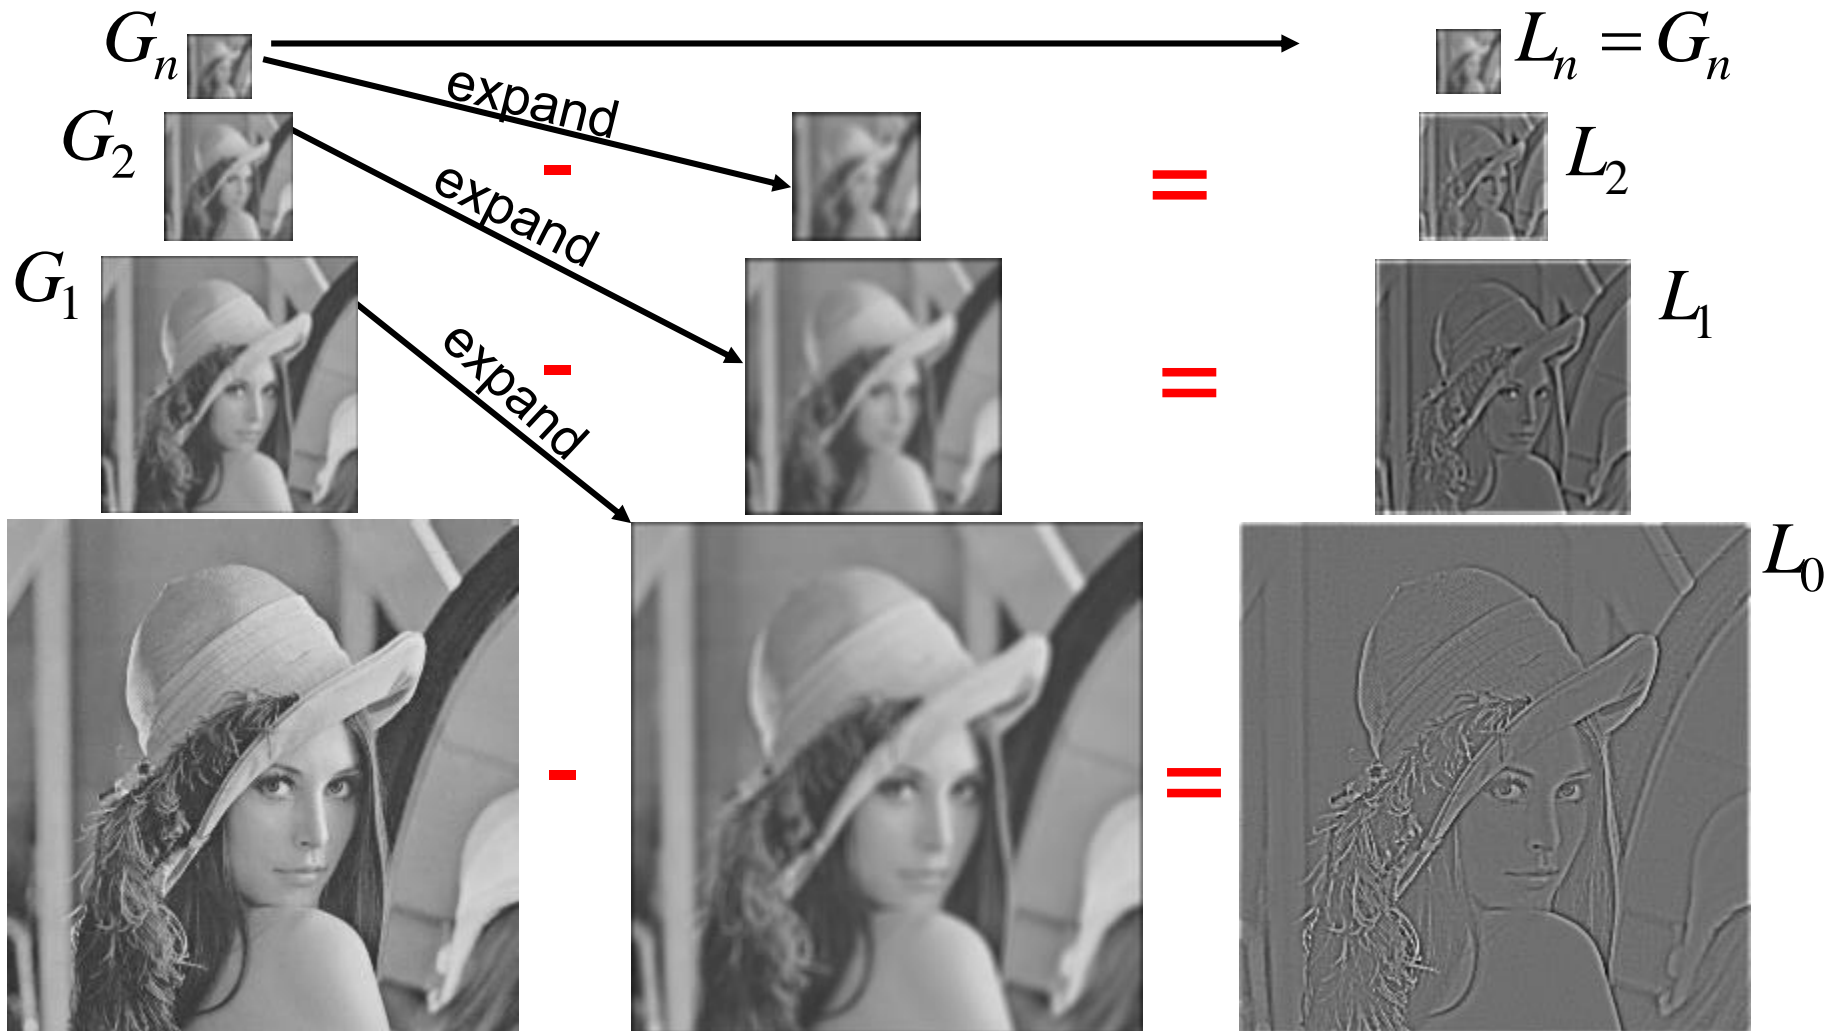 Gₙ
Lₙ = Gₙ
expand
G₂
-
=
L₂
expand
G₁
-
=
L₁
expand
L₀
-
=